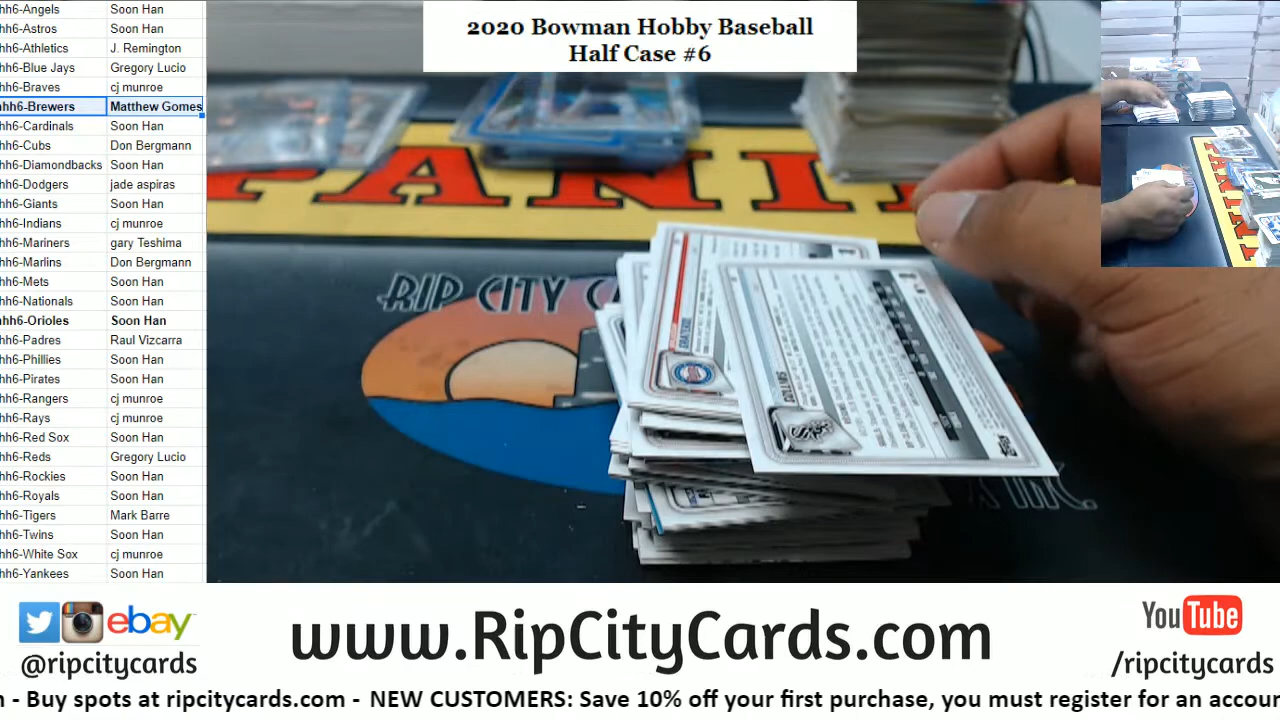 hh6-Angels Soon Han
hh6-Astros Soon Han
hh6-Athletics J. Remington
hh6-Blue Jays Gregory Lucio
hh6-Braves cj munroe
hh6-Brewers Matthew Gomes
hh6-Cardinals Soon Han
hh6-Cubs Don Bergmann
hh6-Diamondbacks Soon Han
hh6-Dodgers jade aspiras
hh6-Giants Soon Han
hh6-Indians cj munroe
hh6-Mariners gary Teshima
hh6-Marlins Don Bergmann
hh6-Mets Soon Han
hh6-Nationals Soon Han
hh6-Orioles Soon Han
hh6-Padres Raul Vizcarra
hh6-Phillies Soon Han
hh6-Pirates Soon Han
hh6-Rangers cj munroe
hh6-Rays cj munroe
hh6-Red Sox Soon Han
hh6-Reds Gregory Lucio
hh6-Rockies Soon Han
hh6-Royals Soon Han
hh6-Tigers Mark Barre
hh6-Twins Soon Han
hh6-White Sox cj munroe
hh6-Yankees Soon Han
2020 Bowman Hobby Baseball
Half Case #6
PANINI
RIP CITY C
INC.
COLLINS
topps
ebay
@ripcitycards
www.RipCityCards.com
YouTube
/ripcitycards
n - Buy spots at ripcitycards.com - NEW CUSTOMERS: Save 10% off your first purchase, you must register for an accour